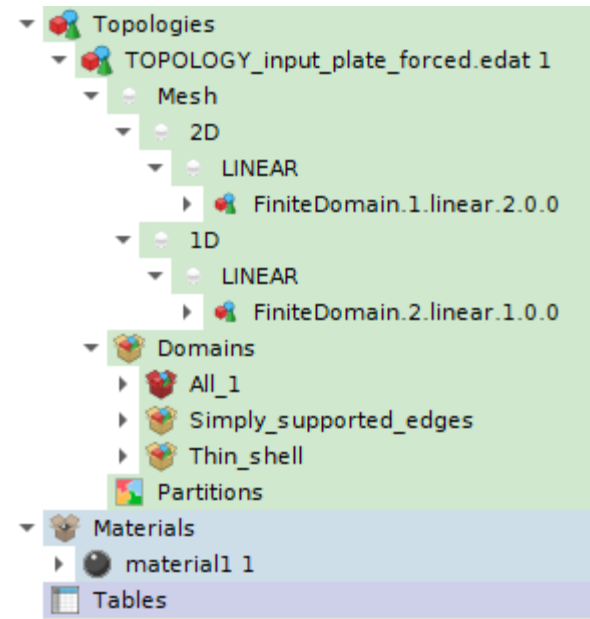 Topologies
TOPOLOGY_input_plate_forced.edat 1
Mesh
2D
LINEAR
FiniteDomain.1.linear.2.0.0
1D
LINEAR
FiniteDomain.2.linear.1.0.0
Domains
All_1
Simply_supported_edges
Thin_shell
Partitions
Materials
material1 1
Tables